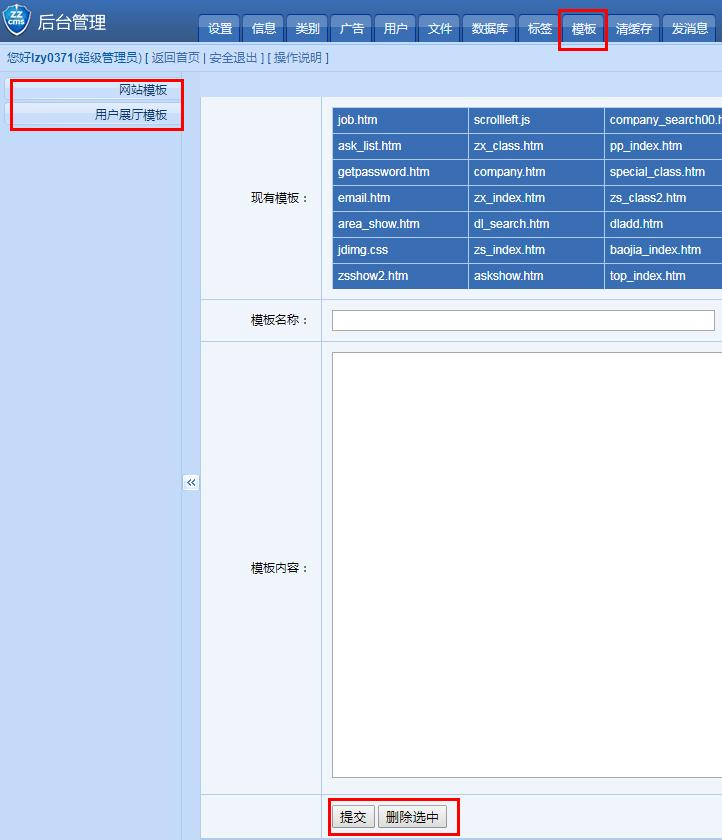 ZZ
cms
后台管理
设置 信息 类别 广告 用户 文件 数据库 标签 模板 清缓存 发消息
您好lzy0371(超级管理员) [ 返回首页 | 安全退出 ] [ 操作说明 ]
网站模板
用户展厅模板
现有模板：
job.htm scrollleft.js company_search00.h
ask_list.htm zx_class.htm pp_index.htm
getpassword.htm company.htm special_class.htm
email.htm zx_index.htm zs_class2.htm
area_show.htm dl_search.htm dladd.htm
jdimg.css zs_index.htm baojia_index.htm
zsshow2.htm askshow.htm top_index.htm
模板名称：
«
模板内容：
提交 删除选中